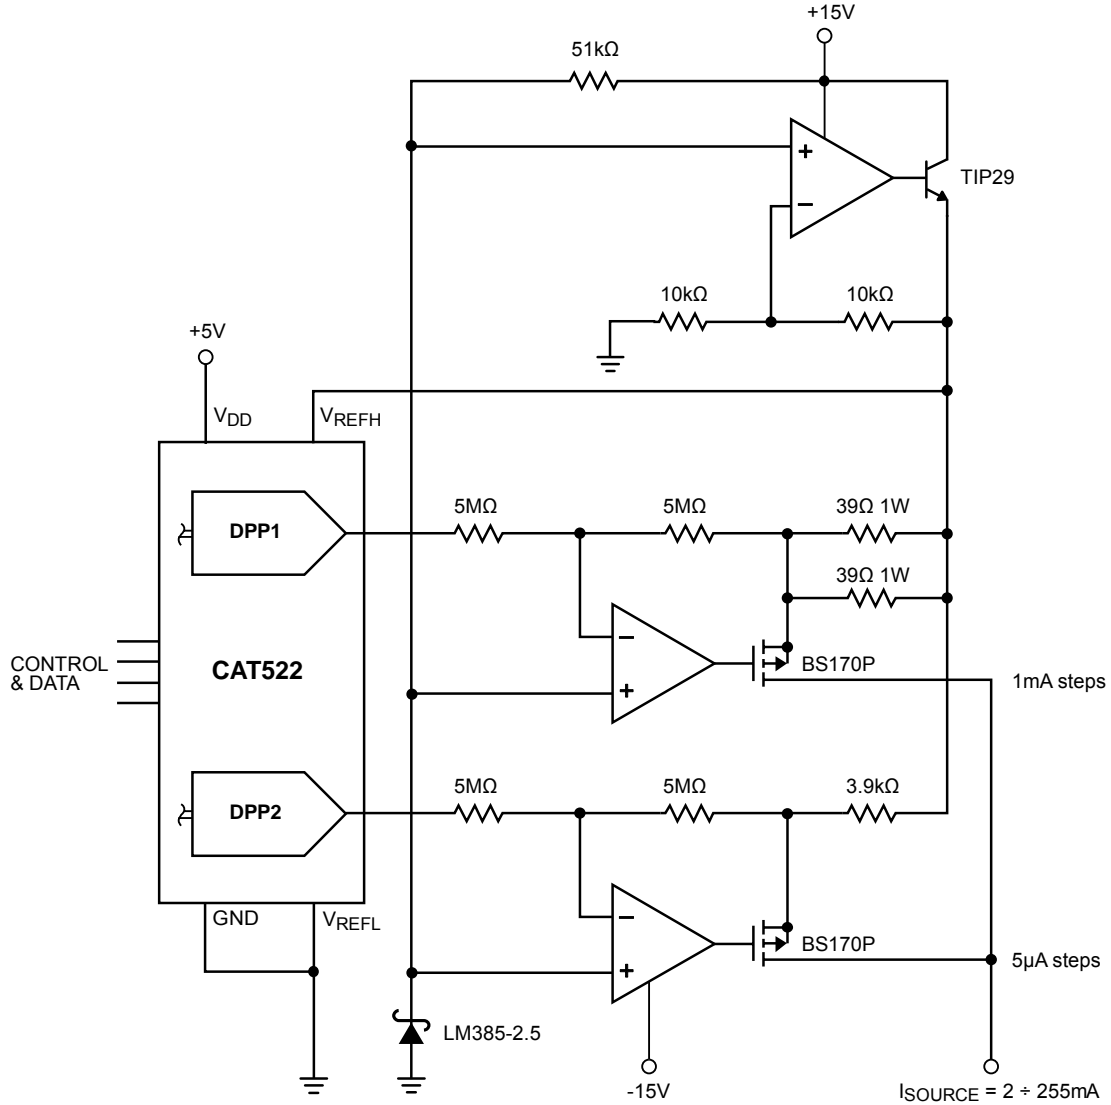 +15V
51kΩ
+
−
TIP29
10kΩ
10kΩ
+5V
VDD
VREFH
5MΩ
5MΩ
39Ω 1W
DPP1
39Ω 1W
−
+
BS170P
CONTROL
& DATA
CAT522
1mA steps
5MΩ
5MΩ
3.9kΩ
DPP2
−
+
BS170P
GND
VREFL
5µA steps
LM385-2.5
-15V
ISOURCE = 2 ÷ 255mA